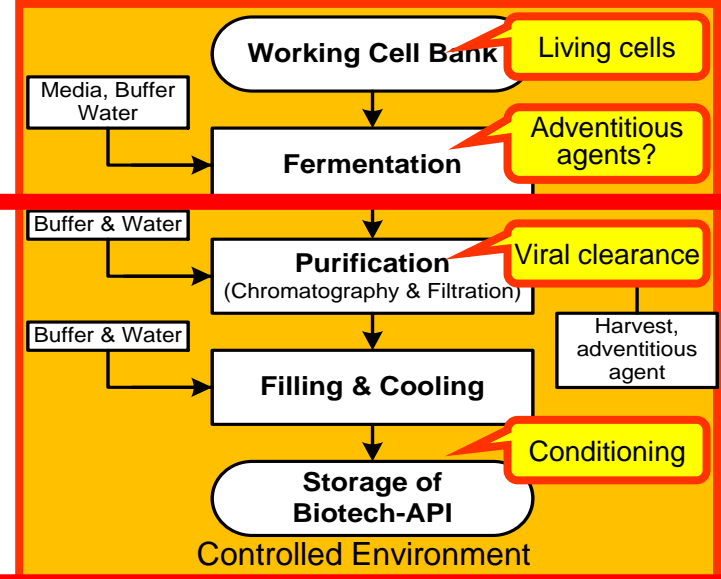 Working Cell Bank
Living cells
Media, Buffer
Water
Adventitious
agents?
Fermentation
Buffer & Water
Purification
(Chromatography & Filtration)
Viral clearance
Harvest,
adventitious
agent
Buffer & Water
Filling & Cooling
Conditioning
Storage of
Biotech-API
Controlled Environment